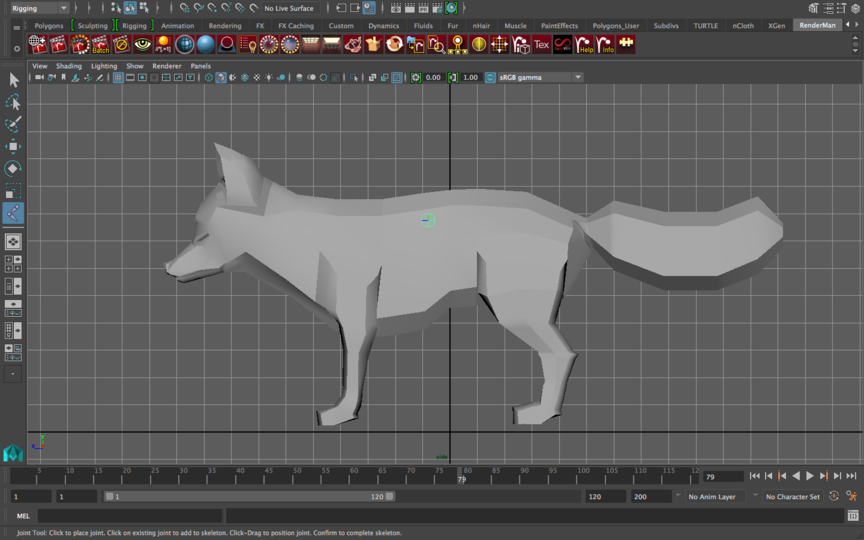 Rigging No Live Surface
Polygons Sculpting Rigging Animation Rendering FX FX Caching Custom Dynamics Fluids Fur nHair Muscle PaintEffects Polygons_User Subdivs TURTLE nCloth XGen RenderMan
Batch Tex Help Info
View Shading Lighting Show Renderer Panels
0.00 1.00 sRGB gamma
side
5 10 15 20 25 30 35 40 45 50 55 60 65 70 75 80 85 90 95 100 105 110 115 12
79 79
1 1 1 120 120 200 No Anim Layer No Character Set
MEL
Joint Tool: Click to place joint. Click on existing joint to add to skeleton. Click-Drag to position joint. Confirm to complete skeleton.